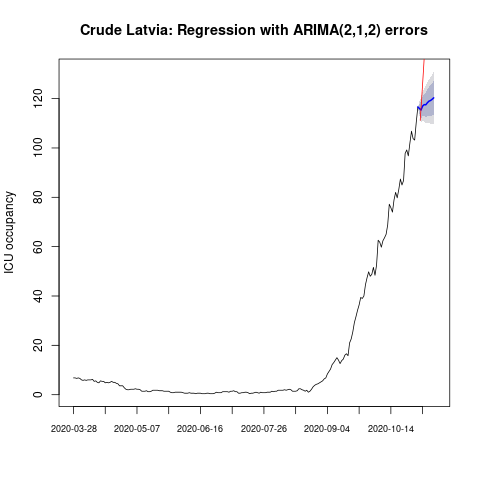 Crude Latvia: Regression with ARIMA(2,1,2) errors
ICU occupancy
120
100
80
60
40
20
0
2020-03-28 2020-05-07 2020-06-16 2020-07-26 2020-09-04 2020-10-14